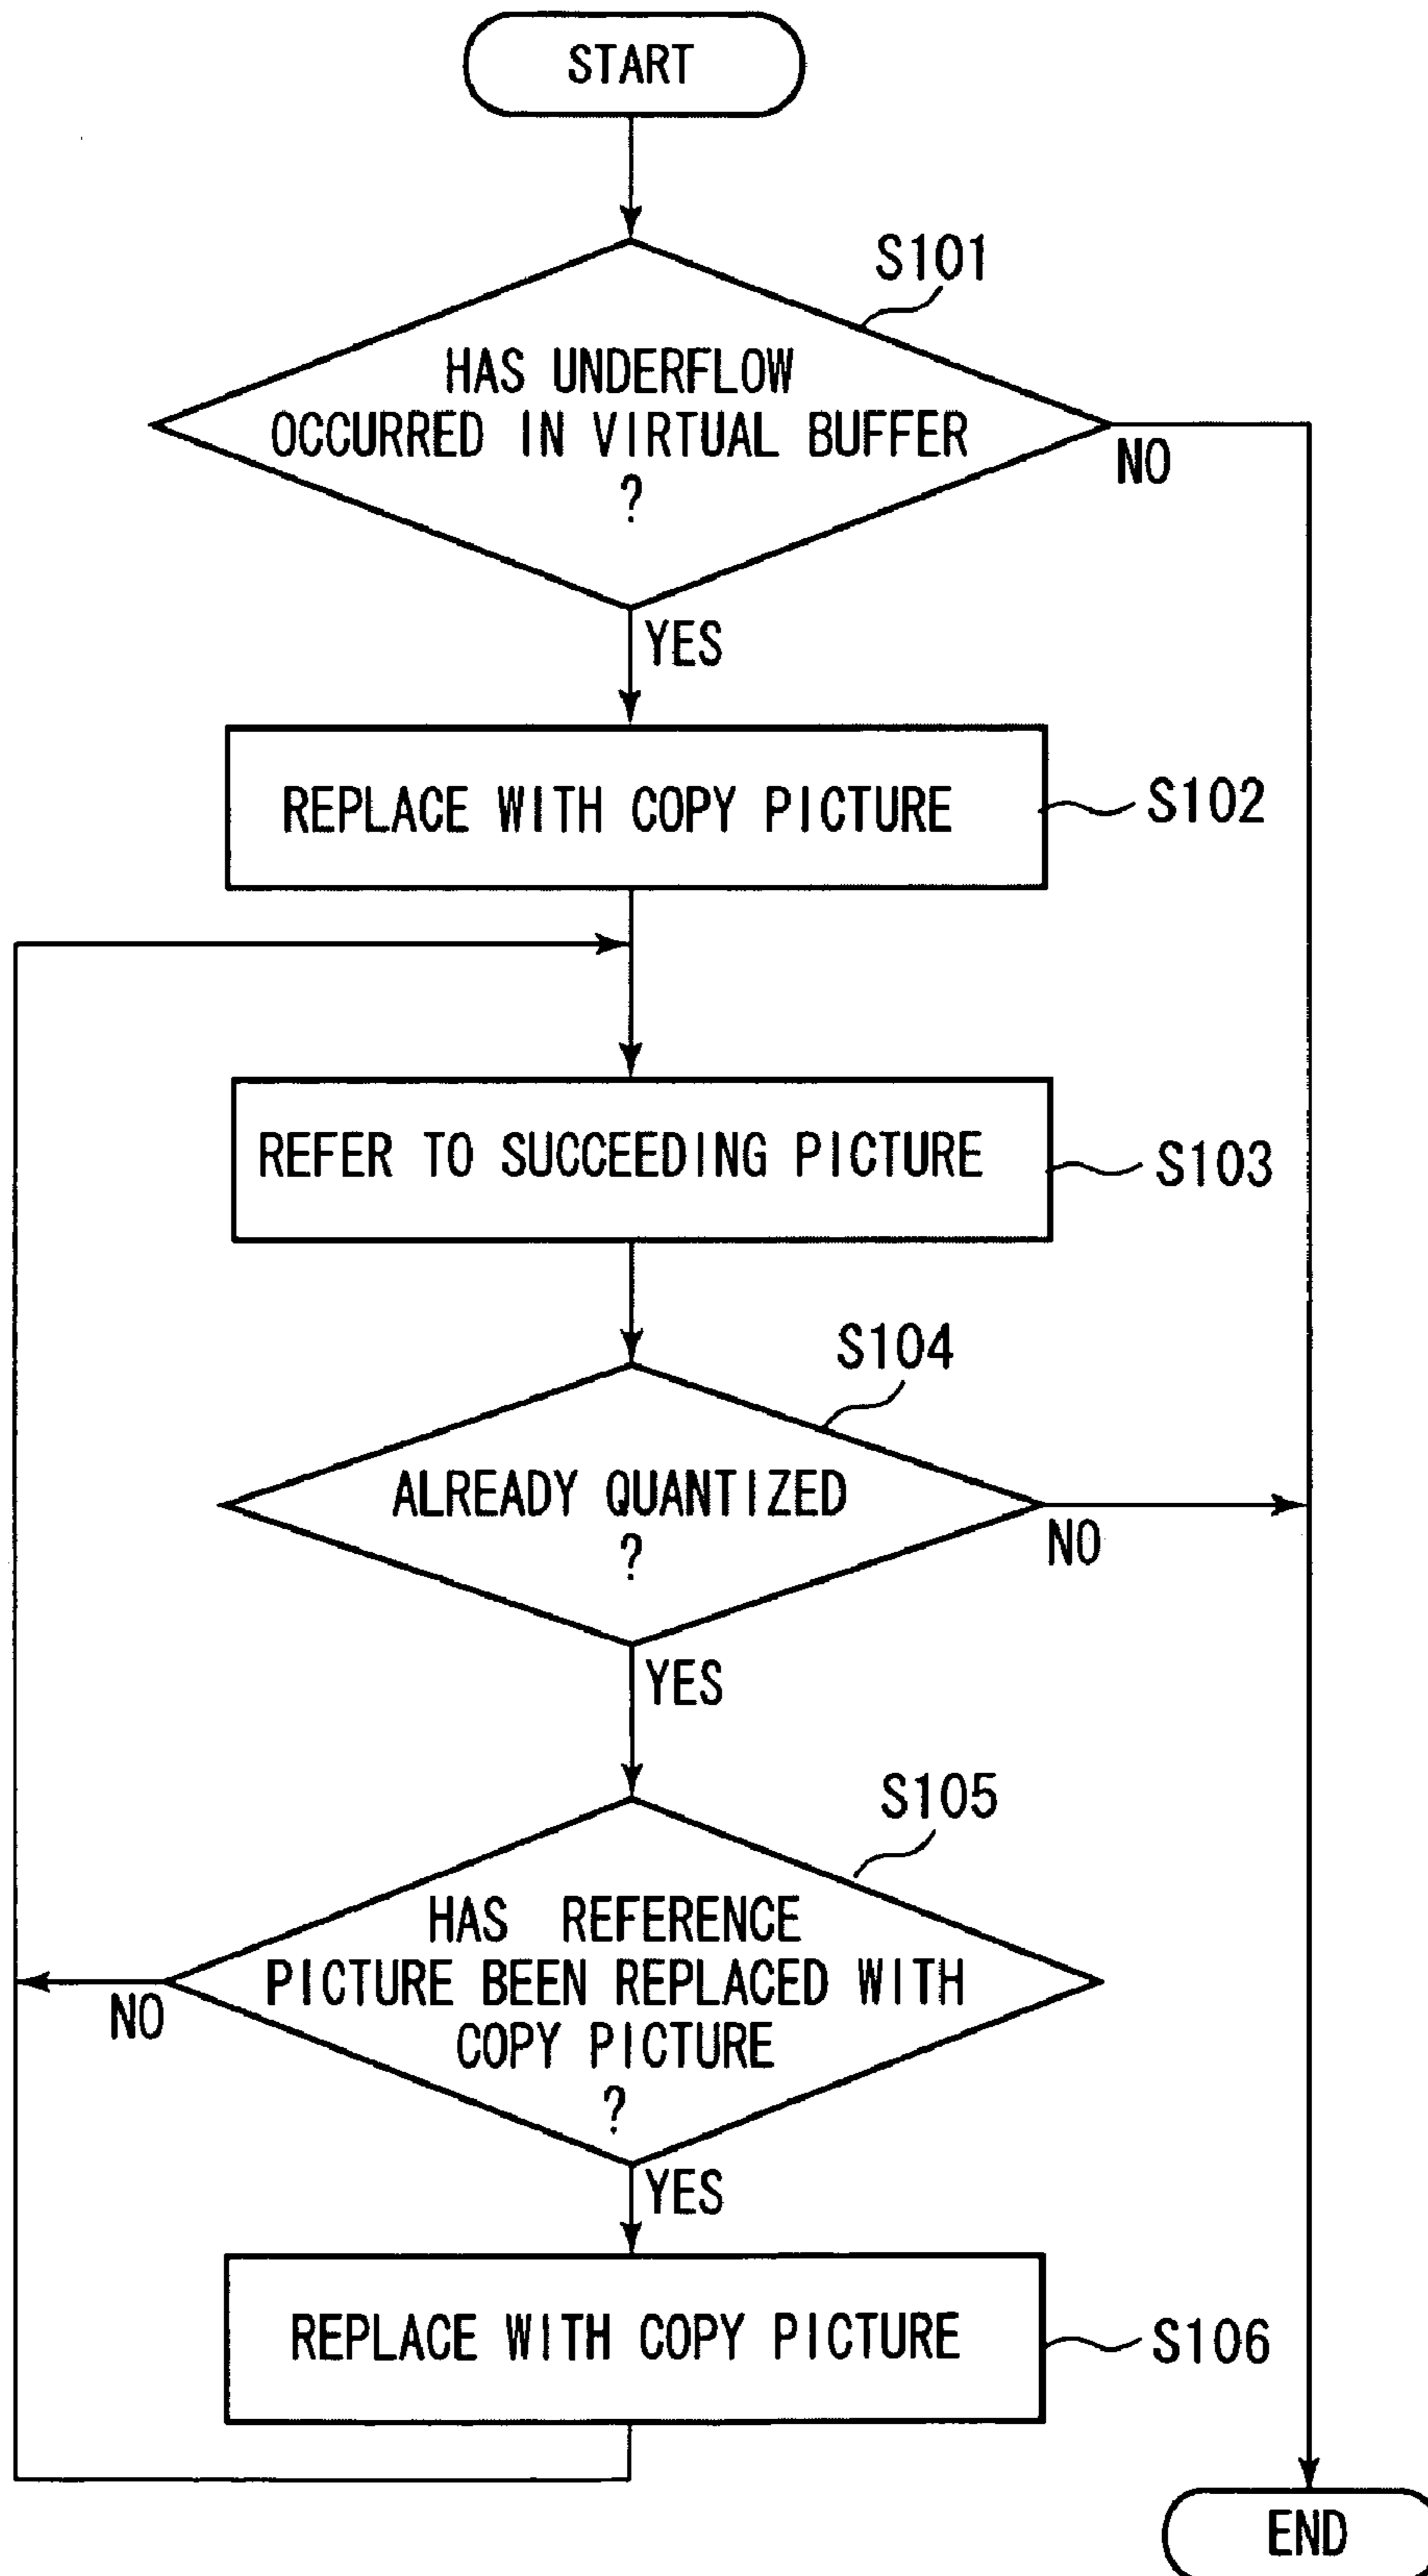 START
S101
HAS UNDERFLOW
OCCURRED IN VIRTUAL BUFFER
?
NO
YES
REPLACE WITH COPY PICTURE
S102
REFER TO SUCCEEDING PICTURE
S103
S104
ALREADY QUANTIZED
?
NO
YES
S105
HAS REFERENCE
PICTURE BEEN REPLACED WITH
COPY PICTURE
?
NO
YES
REPLACE WITH COPY PICTURE
S106
END